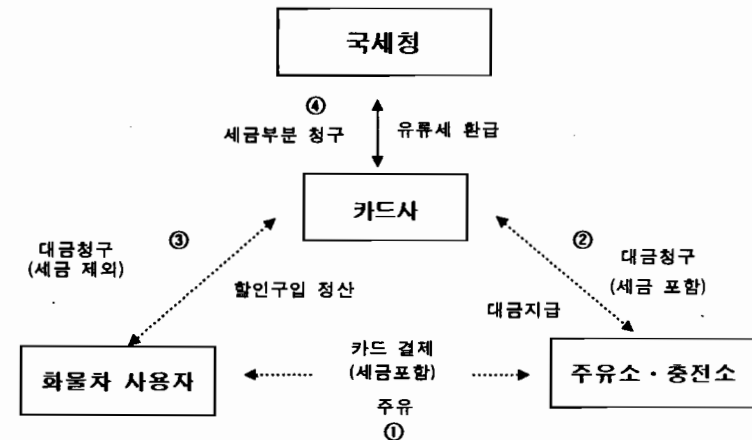 국세청
④
세금부분 청구
유류세 환급
카드사
③
대금청구
(세금 제외)
할인구입 정산
②
대금청구
(세금 포함)
대금지급
화물차 사용자
카드 결제
(세금포함)
주유
①
주유소 · 충전소